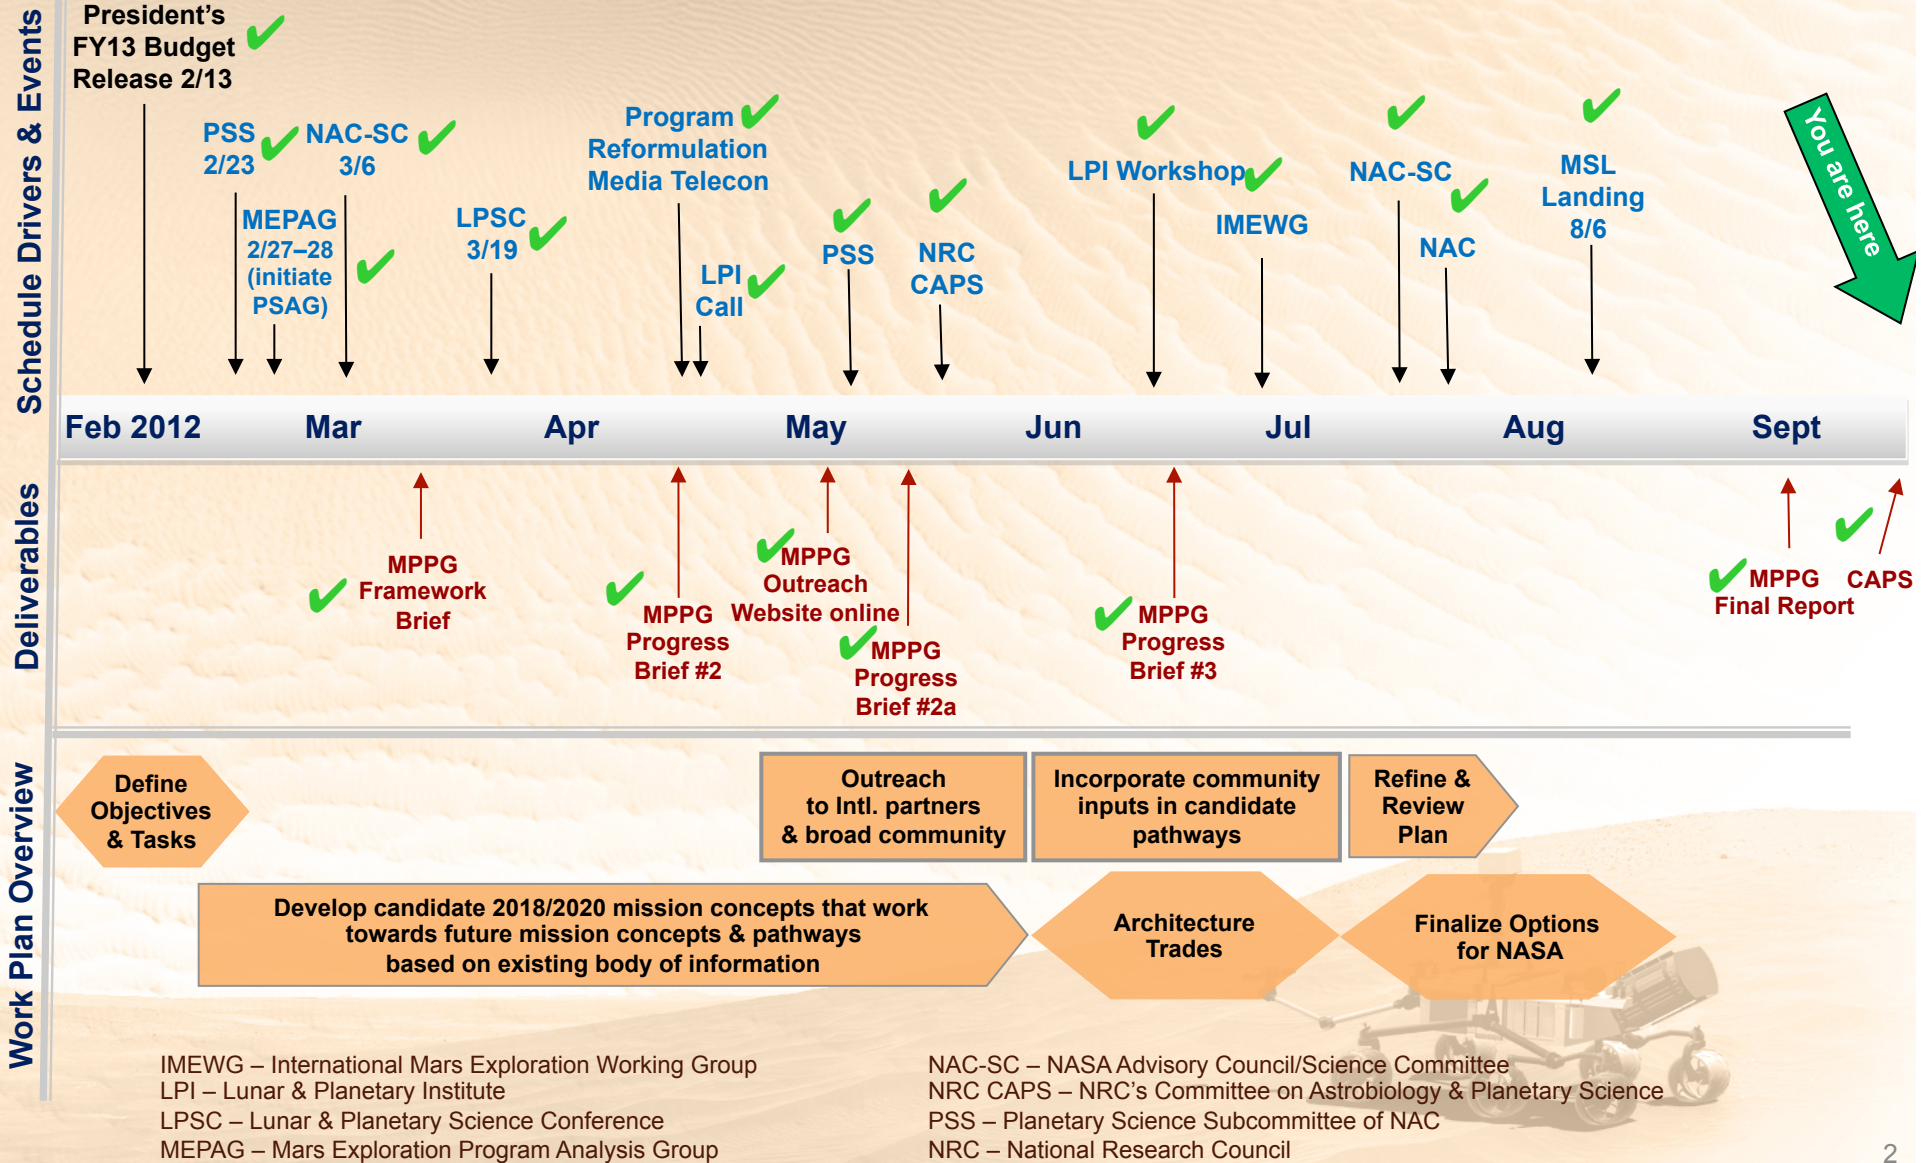 Schedule Drivers & Events
President’s
FY13 Budget
Release 2/13
PSS
2/23
MEPAG
2/27–28
(initiate
PSAG)
NAC-SC
3/6
LPSC
3/19
Program
Reformulation
Media Telecon
LPI
Call
PSS
NRC
CAPS
LPI Workshop
IMEWG
NAC-SC
NAC
MSL
Landing
8/6
You are here
Feb 2012
Mar
Apr
May
Jun
Jul
Aug
Sept
Deliverables
MPPG
Framework
Brief
MPPG
Progress
Brief #2
MPPG
Outreach
Website online
MPPG
Progress
Brief #2a
MPPG
Progress
Brief #3
MPPG
Final Report
CAPS
Work Plan Overview
Define
Objectives
& Tasks
Outreach
to Intl. partners
& broad community
Incorporate community
inputs in candidate
pathways
Refine &
Review
Plan
Develop candidate 2018/2020 mission concepts that work
towards future mission concepts & pathways
based on existing body of information
Architecture
Trades
Finalize Options
for NASA
IMEWG – International Mars Exploration Working Group
LPI – Lunar & Planetary Institute
LPSC – Lunar & Planetary Science Conference
MEPAG – Mars Exploration Program Analysis Group
NAC-SC – NASA Advisory Council/Science Committee
NRC CAPS – NRC’s Committee on Astrobiology & Planetary Science
PSS – Planetary Science Subcommittee of NAC
NRC – National Research Council
2